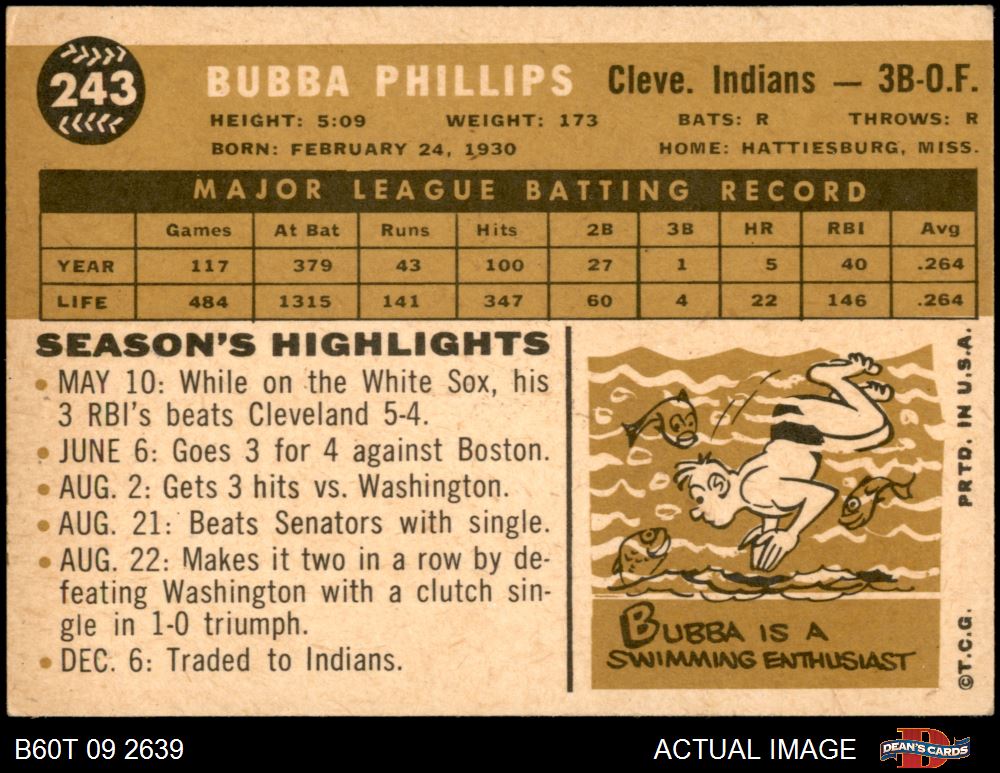 243
BUBBA PHILLIPS Cleve. Indians — 3B-O.F.
HEIGHT: 5:09 WEIGHT: 173 BATS: R THROWS: R
BORN: FEBRUARY 24, 1930 HOME: HATTIESBURG, MISS.
MAJOR LEAGUE BATTING RECORD
Games At Bat Runs Hits 2B 3B HR RBI Avg
YEAR 117 379 43 100 27 1 5 40 .264
LIFE 484 1315 141 347 60 4 22 146 .264
SEASON'S HIGHLIGHTS
• MAY 10: While on the White Sox, his
3 RBI's beats Cleveland 5-4.
• JUNE 6: Goes 3 for 4 against Boston.
• AUG. 2: Gets 3 hits vs. Washington.
• AUG. 21: Beats Senators with single.
• AUG. 22: Makes it two in a row by de-
feating Washington with a clutch sin-
gle in 1-0 triumph.
• DEC. 6: Traded to Indians.
BUBBA IS A
SWIMMING ENTHUSIAST
©T.C.G. PRTD. IN U.S.A.
B60T 09 2639 ACTUAL IMAGE DEAN'S CARDS